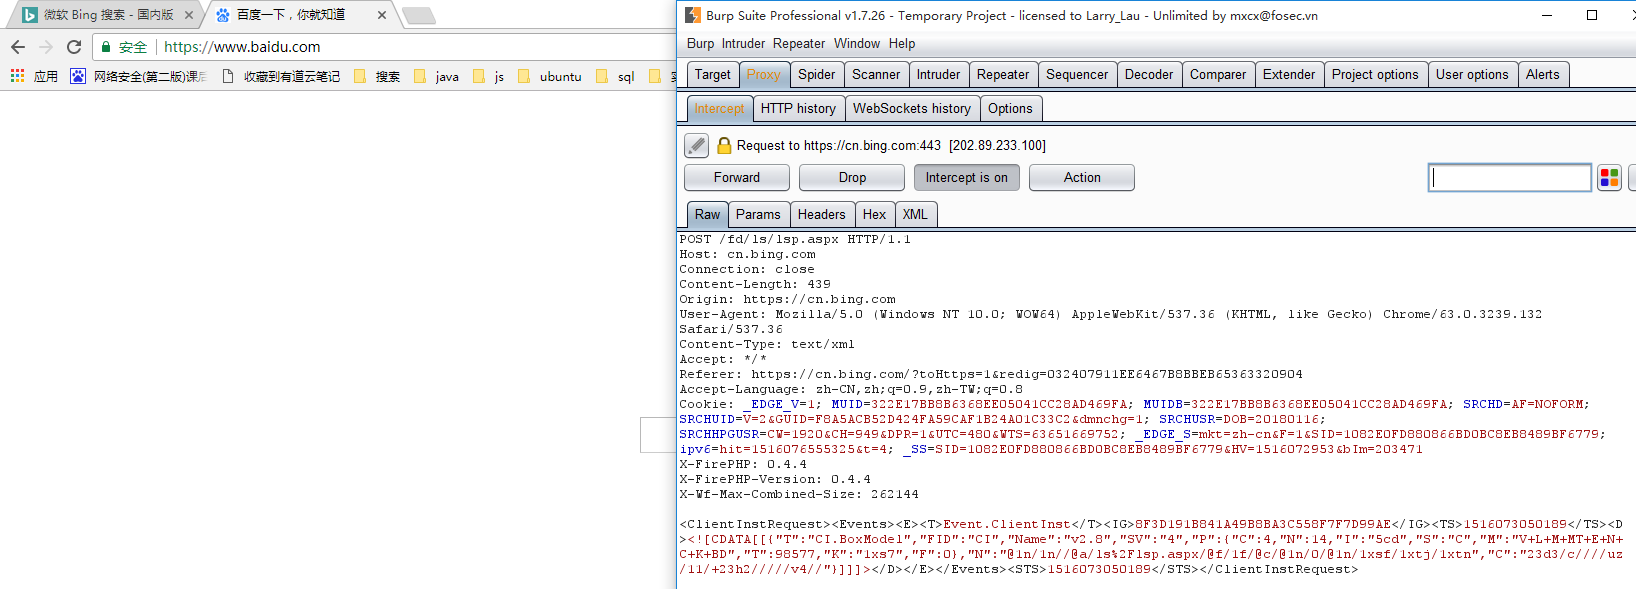 微软 Bing 搜索 - 国内版
百度一下，你就知道
安全 https://www.baidu.com
应用 网络安全(第二版)课 收藏到有道云笔记 搜索 java js ubuntu sql
Burp Suite Professional v1.7.26 - Temporary Project - licensed to Larry_Lau - Unlimited by mxcx@fosec.vn
Burp Intruder Repeater Window Help
Target Proxy Spider Scanner Intruder Repeater Sequencer Decoder Comparer Extender Project options User options Alerts
Intercept HTTP history WebSockets history Options
Request to https://cn.bing.com:443 [202.89.233.100]
Forward Drop Intercept is on Action
Raw Params Headers Hex XML
POST /fd/ls/lsp.aspx HTTP/1.1
Host: cn.bing.com
Connection: close
Content-Length: 439
Origin: https://cn.bing.com
User-Agent: Mozilla/5.0 (Windows NT 10.0; WOW64) AppleWebKit/537.36 (KHTML, like Gecko) Chrome/63.0.3239.132
Safari/537.36
Content-Type: text/xml
Accept: */*
Referer: https://cn.bing.com/?toHttps=1&redig=032407911EE6467B8BBEB65363320904
Accept-Language: zh-CN,zh;q=0.9,zh-TW;q=0.8
Cookie: _EDGE_V=1; MUID=322E17BB8B6368EE05041CC28AD469FA; MUIDB=322E17BB8B6368EE05041CC28AD469FA; SRCHD=AF=NOFORM;
SRCHUID=V=2&GUID=F8A5ACB52D424FA59CAF1B24A01C33C2&dmnchg=1; SRCHUSR=DOB=20180116;
SRCHHPGUSR=CW=1920&CH=949&DPR=1&UTC=480&WTS=63651669752; _EDGE_S=mkt=zh-cn&F=1&SID=1082E0FD880866BD0BC8EB8489BF6779;
ipv6=hit=1516076555325&t=4; _SS=SID=1082E0FD880866BD0BC8EB8489BF6779&HV=1516072953&bIm=203471
X-FirePHP: 0.4.4
X-FirePHP-Version: 0.4.4
X-Wf-Max-Combined-Size: 262144
<ClientInstRequest><Events><E><T>Event.ClientInst</T><IG>8F3D191B841A49B8BA3C558F7F7D99AE</IG><TS>1516073050189</TS><D
><![CDATA[[{"T":"CI.BoxModel","FID":"CI","Name":"v2.8","SV":"4","P":{"C":4,"N":14,"I":"5cd","S":"C","M":"V+L+M+MT+E+N+
C+K+BD","T":98577,"K":"1xs7","F":0},"N":"@1n/1n//@a/ls%2Flsp.aspx/@f/1f/@c/@1n/0/@1n/1xsf/1xtj/1xtn","C":"23d3/c////uz
/11/+23h2/////v4//"}]]]></D></E></Events><STS>1516073050189</STS></ClientInstRequest>